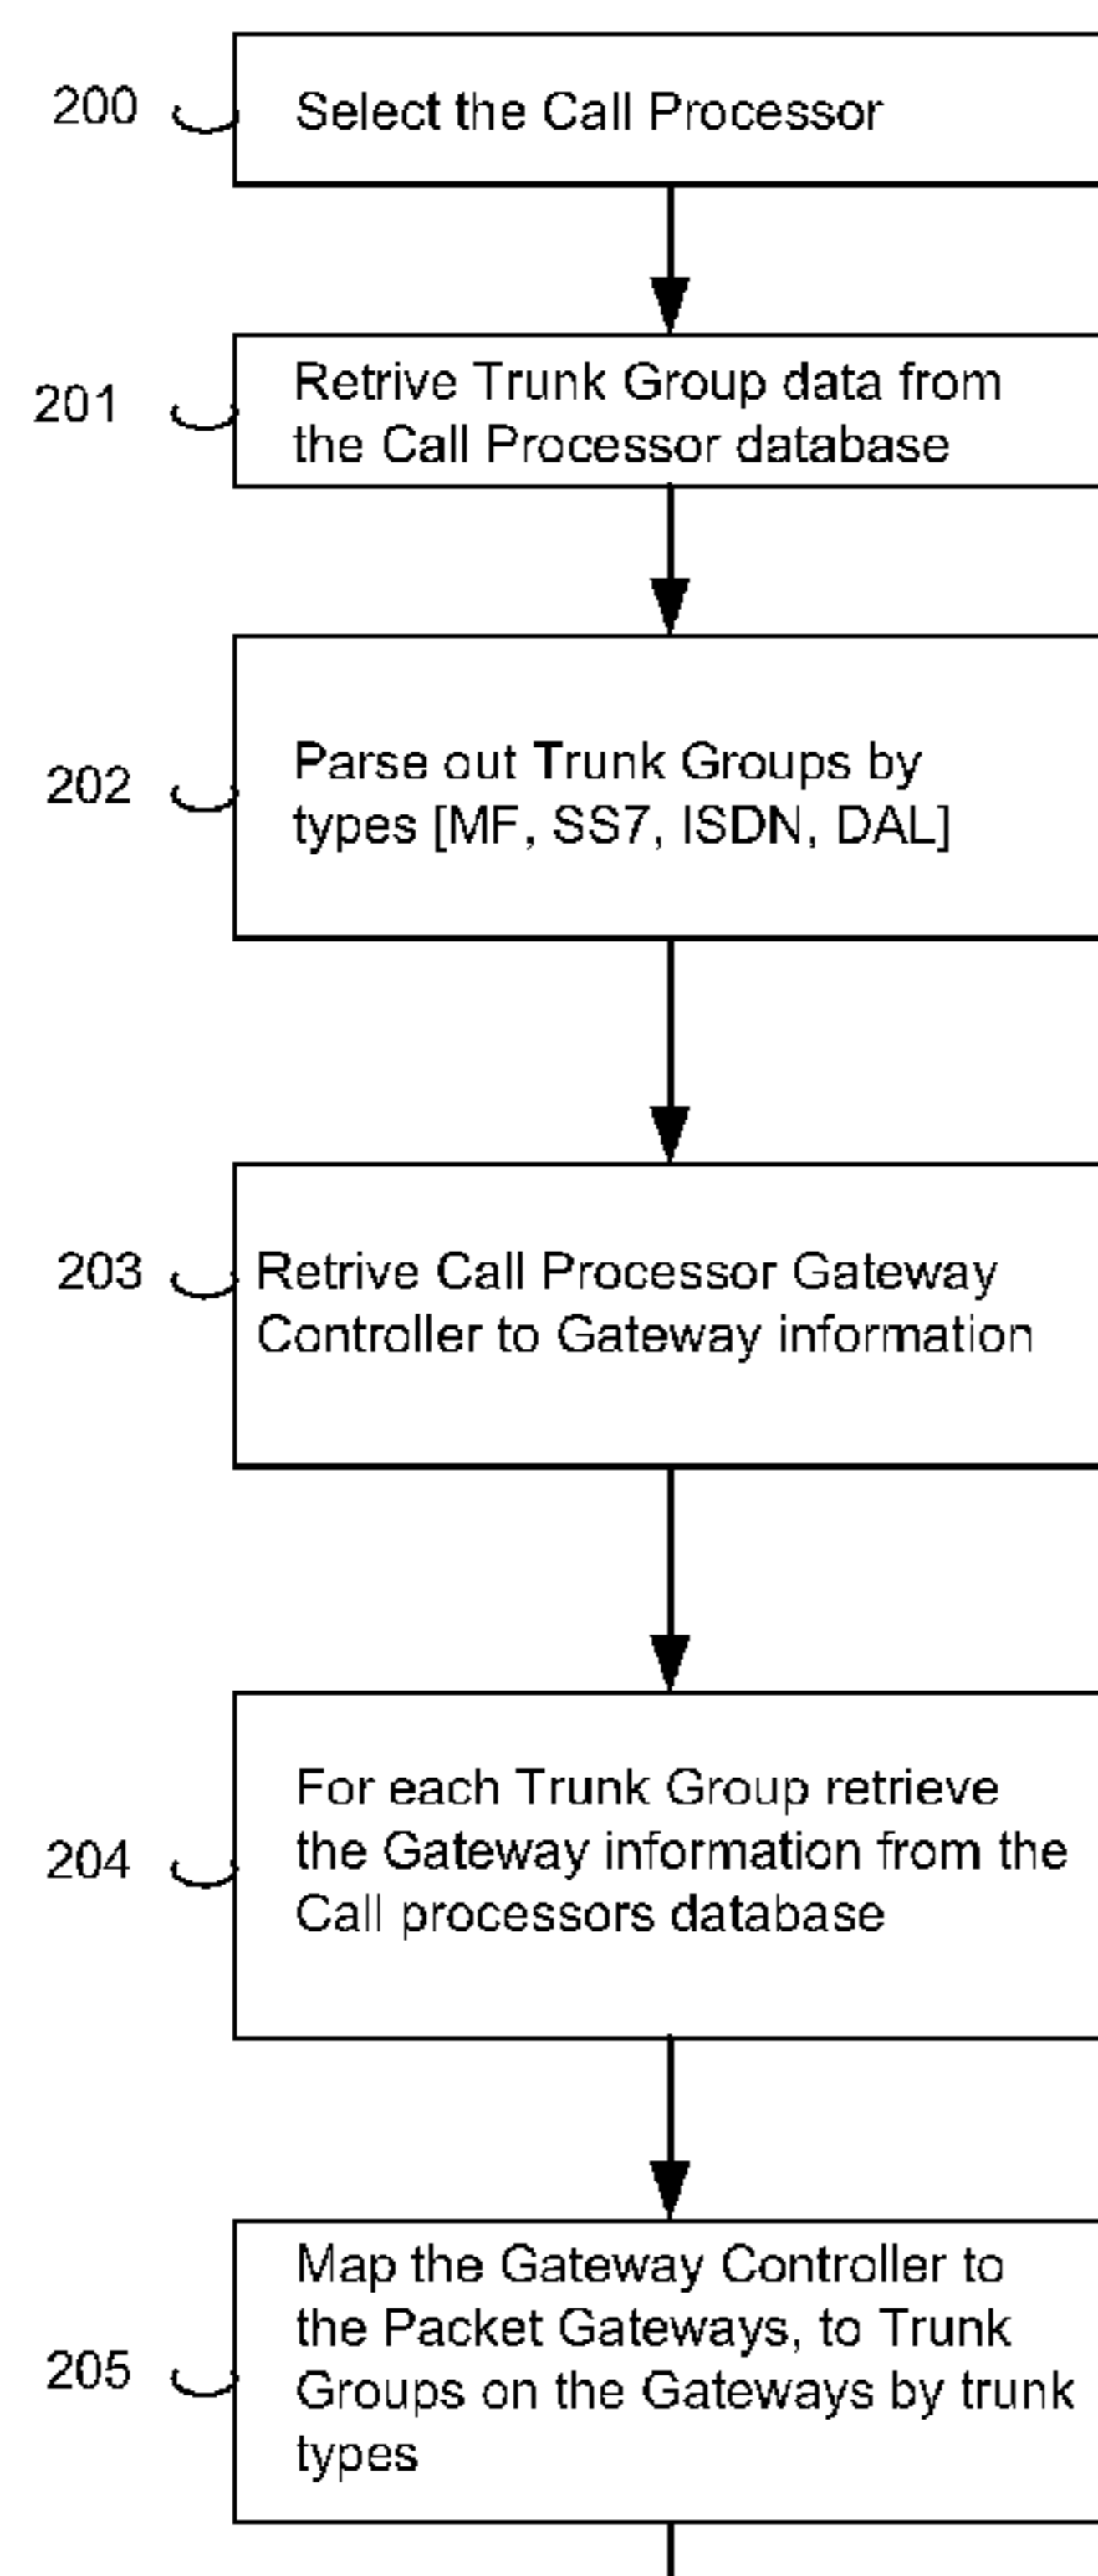 200
Select the Call Processor
201
Retrive Trunk Group data from
the Call Processor database
202
Parse out Trunk Groups by
types [MF, SS7, ISDN, DAL]
203
Retrive Call Processor Gateway
Controller to Gateway information
204
For each Trunk Group retrieve
the Gateway information from the
Call processors database
205
Map the Gateway Controller to
the Packet Gateways, to Trunk
Groups on the Gateways by trunk
types